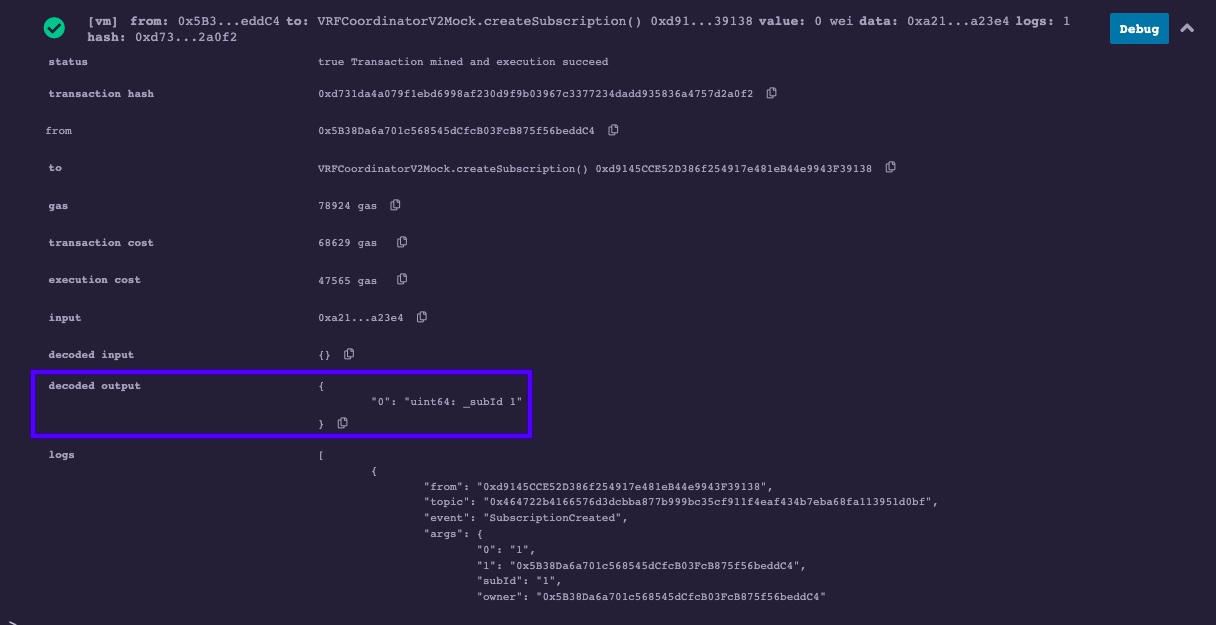 [vm] from: 0x5B3...eddC4 to: VRFCoordinatorV2Mock.createSubscription() 0xd91...39138 value: 0 wei data: 0xa21...a23e4 logs: 1
hash: 0xd73...2a0f2
Debug
status true Transaction mined and execution succeed
transaction hash 0xd731da4a079f1ebd6998af230d9f9b03967c3377234dadd935836a4757d2a0f2
from 0x5B38Da6a701c568545dCfcB03FcB875f56beddC4
to VRFCoordinatorV2Mock.createSubscription() 0xd9145CCE52D386f254917e481eB44e9943F39138
gas 78924 gas
transaction cost 68629 gas
execution cost 47565 gas
input 0xa21...a23e4
decoded input {}
decoded output {
"0": "uint64: _subId 1"
}
logs [
{
"from": "0xd9145CCE52D386f254917e481eB44e9943F39138",
"topic": "0x464722b4166576d3dcbba877b999bc35cf911f4eaf434b7eba68fa113951d0bf",
"event": "SubscriptionCreated",
"args": {
"0": "1",
"1": "0x5B38Da6a701c568545dCfcB03FcB875f56beddC4",
"subId": "1",
"owner": "0x5B38Da6a701c568545dCfcB03FcB875f56beddC4"
>